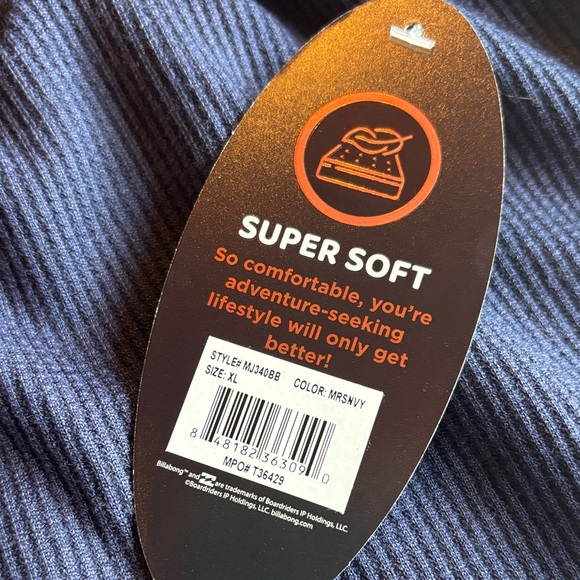 SUPER SOFT
So comfortable, you're
adventure-seeking
lifestyle will only get
better!
STYLE# MJ340BB COLOR: MRSNVY
SIZE: XL
8 48182 36309 0
MPO# T36429
Billabong™ and are trademarks of Boardriders IP Holdings, LLC.
©Boardriders IP Holdings, LLC. billabong.com